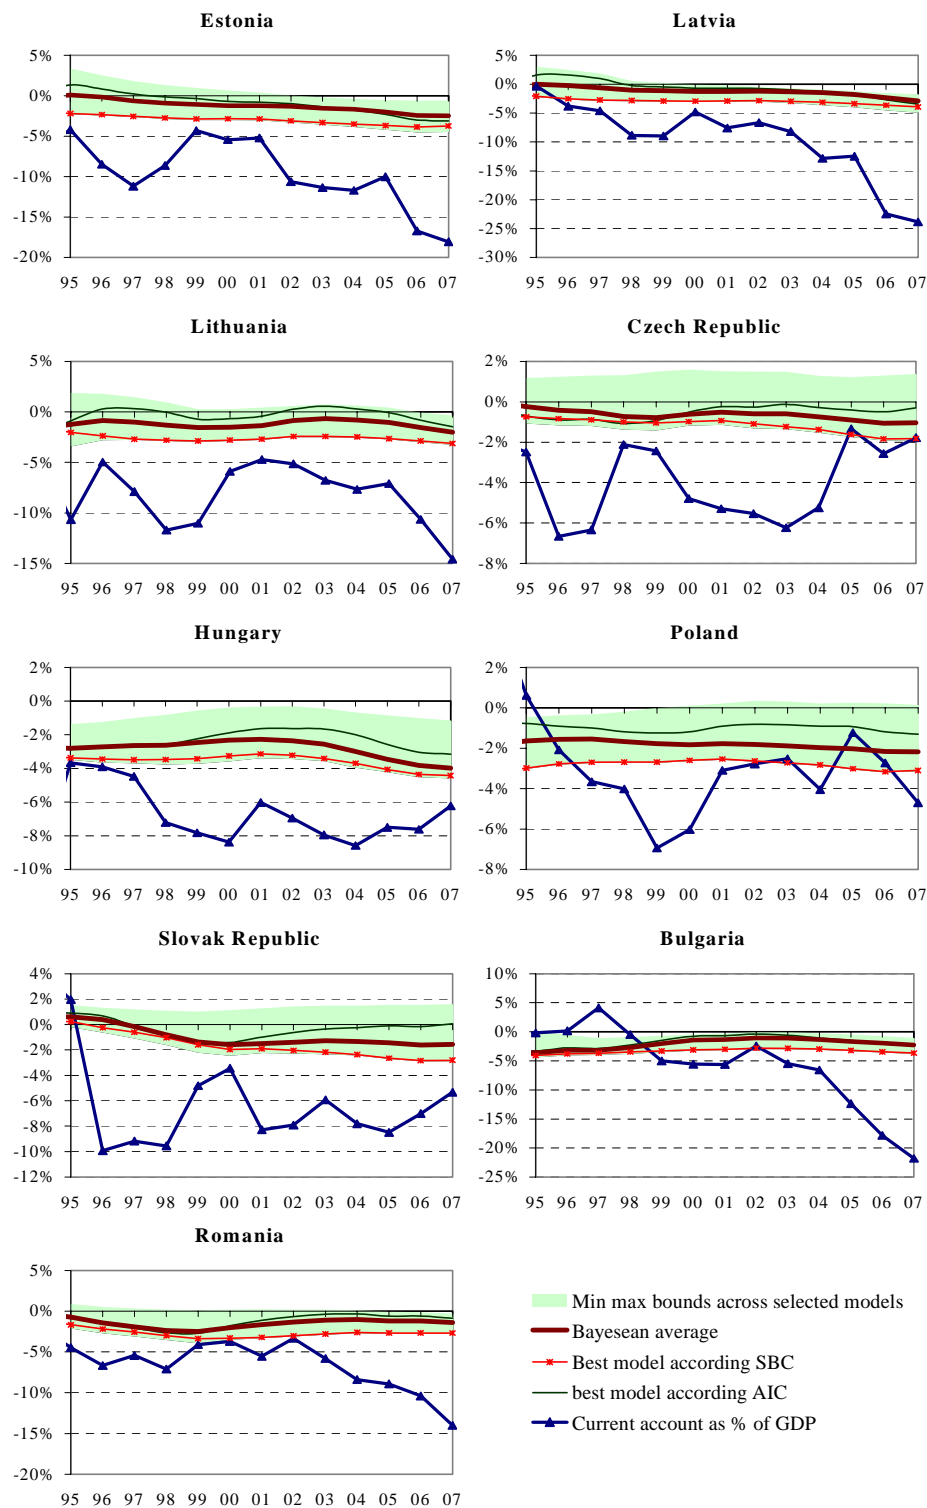 Estonia
5%
0%
-5%
-10%
-15%
-20%
95 96 97 98 99 00 01 02 03 04 05 06 07
Latvia
5%
0%
-5%
-10%
-15%
-20%
-25%
-30%
95 96 97 98 99 00 01 02 03 04 05 06 07
Lithuania
5%
0%
-5%
-10%
-15%
95 96 97 98 99 00 01 02 03 04 05 06 07
Czech Republic
2%
0%
-2%
-4%
-6%
-8%
95 96 97 98 99 00 01 02 03 04 05 06 07
Hungary
2%
0%
-2%
-4%
-6%
-8%
-10%
95 96 97 98 99 00 01 02 03 04 05 06 07
Poland
2%
0%
-2%
-4%
-6%
-8%
95 96 97 98 99 00 01 02 03 04 05 06 07
Slovak Republic
4%
2%
0%
-2%
-4%
-6%
-8%
-10%
-12%
95 96 97 98 99 00 01 02 03 04 05 06 07
Bulgaria
10%
5%
0%
-5%
-10%
-15%
-20%
-25%
95 96 97 98 99 00 01 02 03 04 05 06 07
Romania
5%
0%
-5%
-10%
-15%
-20%
95 96 97 98 99 00 01 02 03 04 05 06 07
Min max bounds across selected models
Bayesean average
Best model according SBC
best model according AIC
Current account as % of GDP